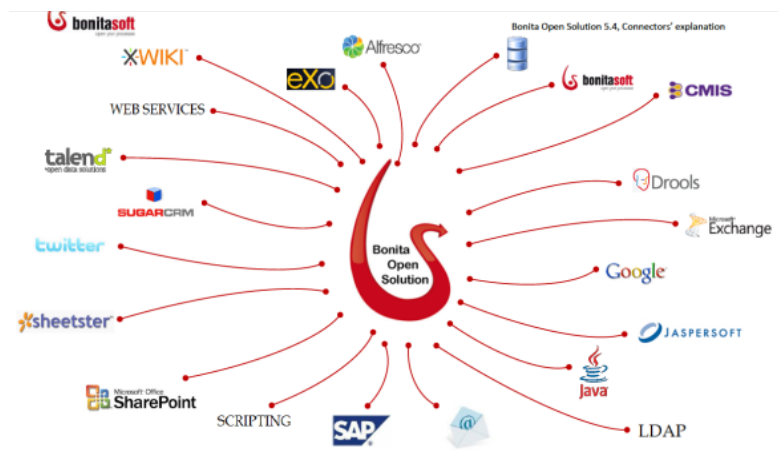 bonitasoft
open your processes
Bonita Open Solution 5.4, Connectors' explanation
XWIKI
eXo
Alfresco
bonitasoft
open your processes
CMIS
WEB SERVICES
talend
*open data solutions
Drools
SUGARCRM
Microsoft
Exchange
twitter
Bonita
Open
Solution
Google
sheetster
JASPERSOFT
Java
Microsoft Office
SharePoint
SCRIPTING
SAP
@
LDAP